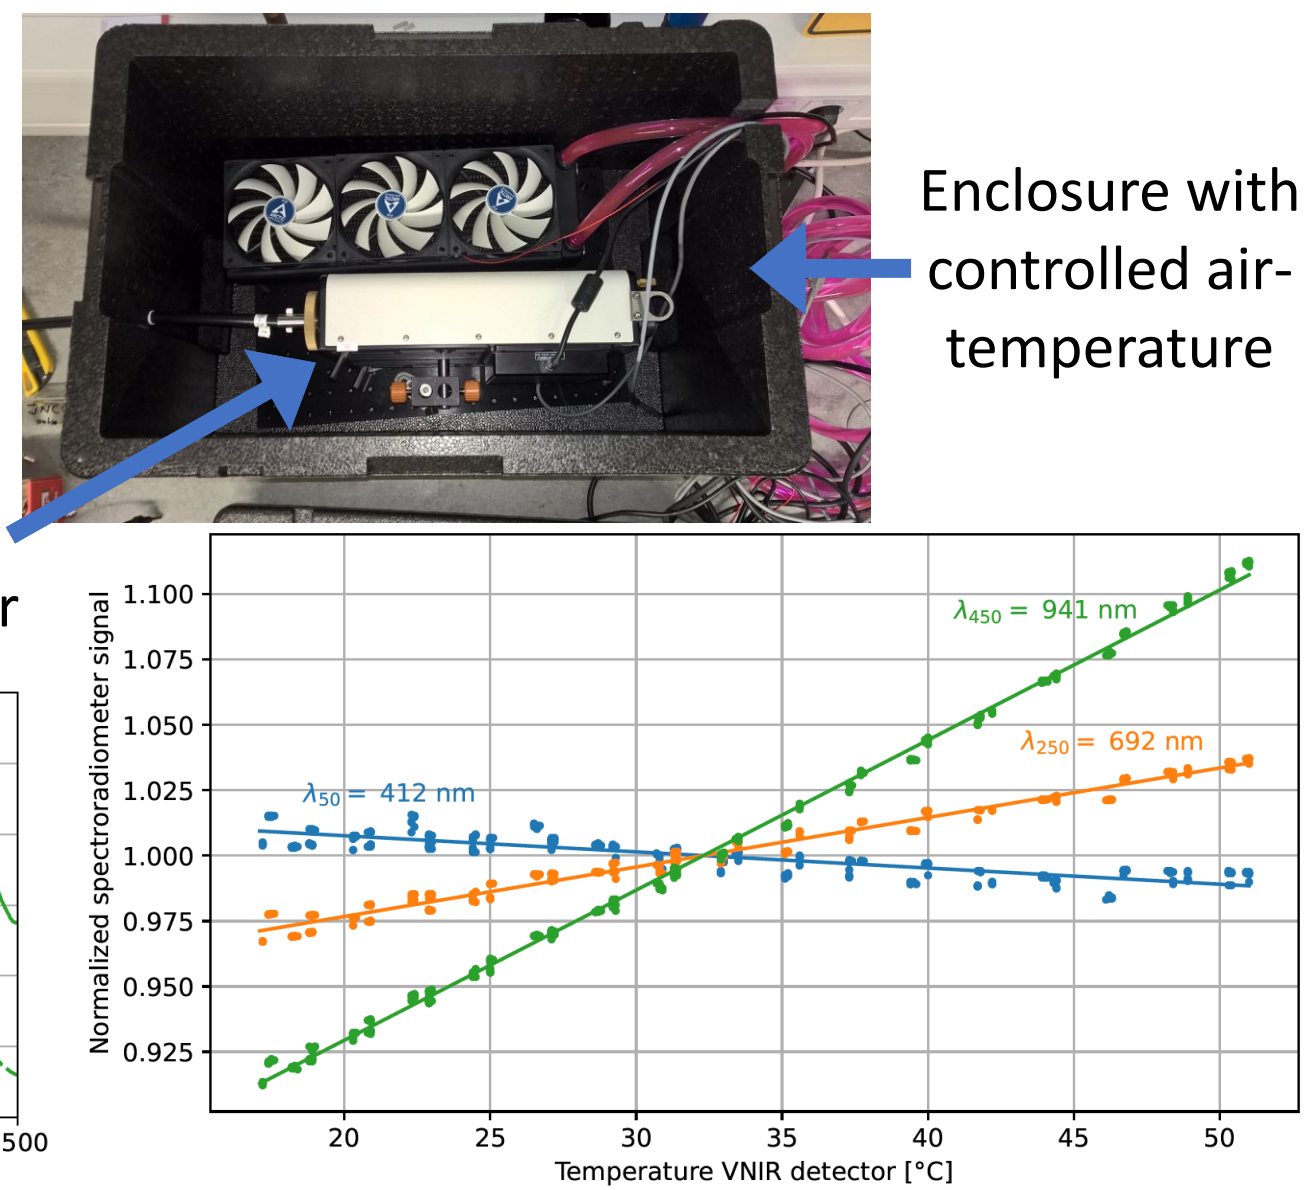 Enclosure with
controlled air-
temperature
r
500
Normalized spectroradiometer signal
1.100
1.075
1.050
1.025
1.000
0.975
0.950
0.925
λ450 = 941 nm
λ250 = 692 nm
λ50 = 412 nm
20 25 30 35 40 45 50
Temperature VNIR detector [°C]